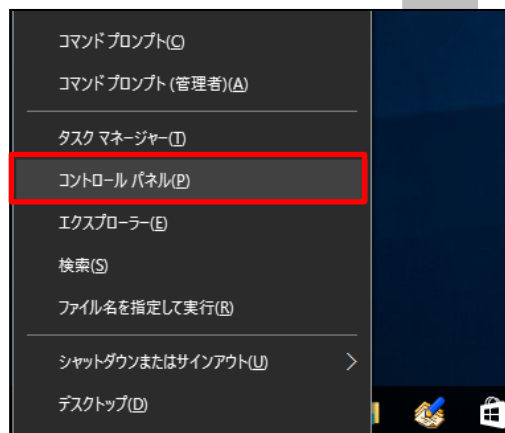 コマンド プロンプト(C)
コマンド プロンプト (管理者)(A)
タスク マネージャー(T)
コントロール パネル(P)
エクスプローラー(E)
検索(S)
ファイル名を指定して実行(R)
シャットダウンまたはサインアウト(U)
デスクトップ(D)